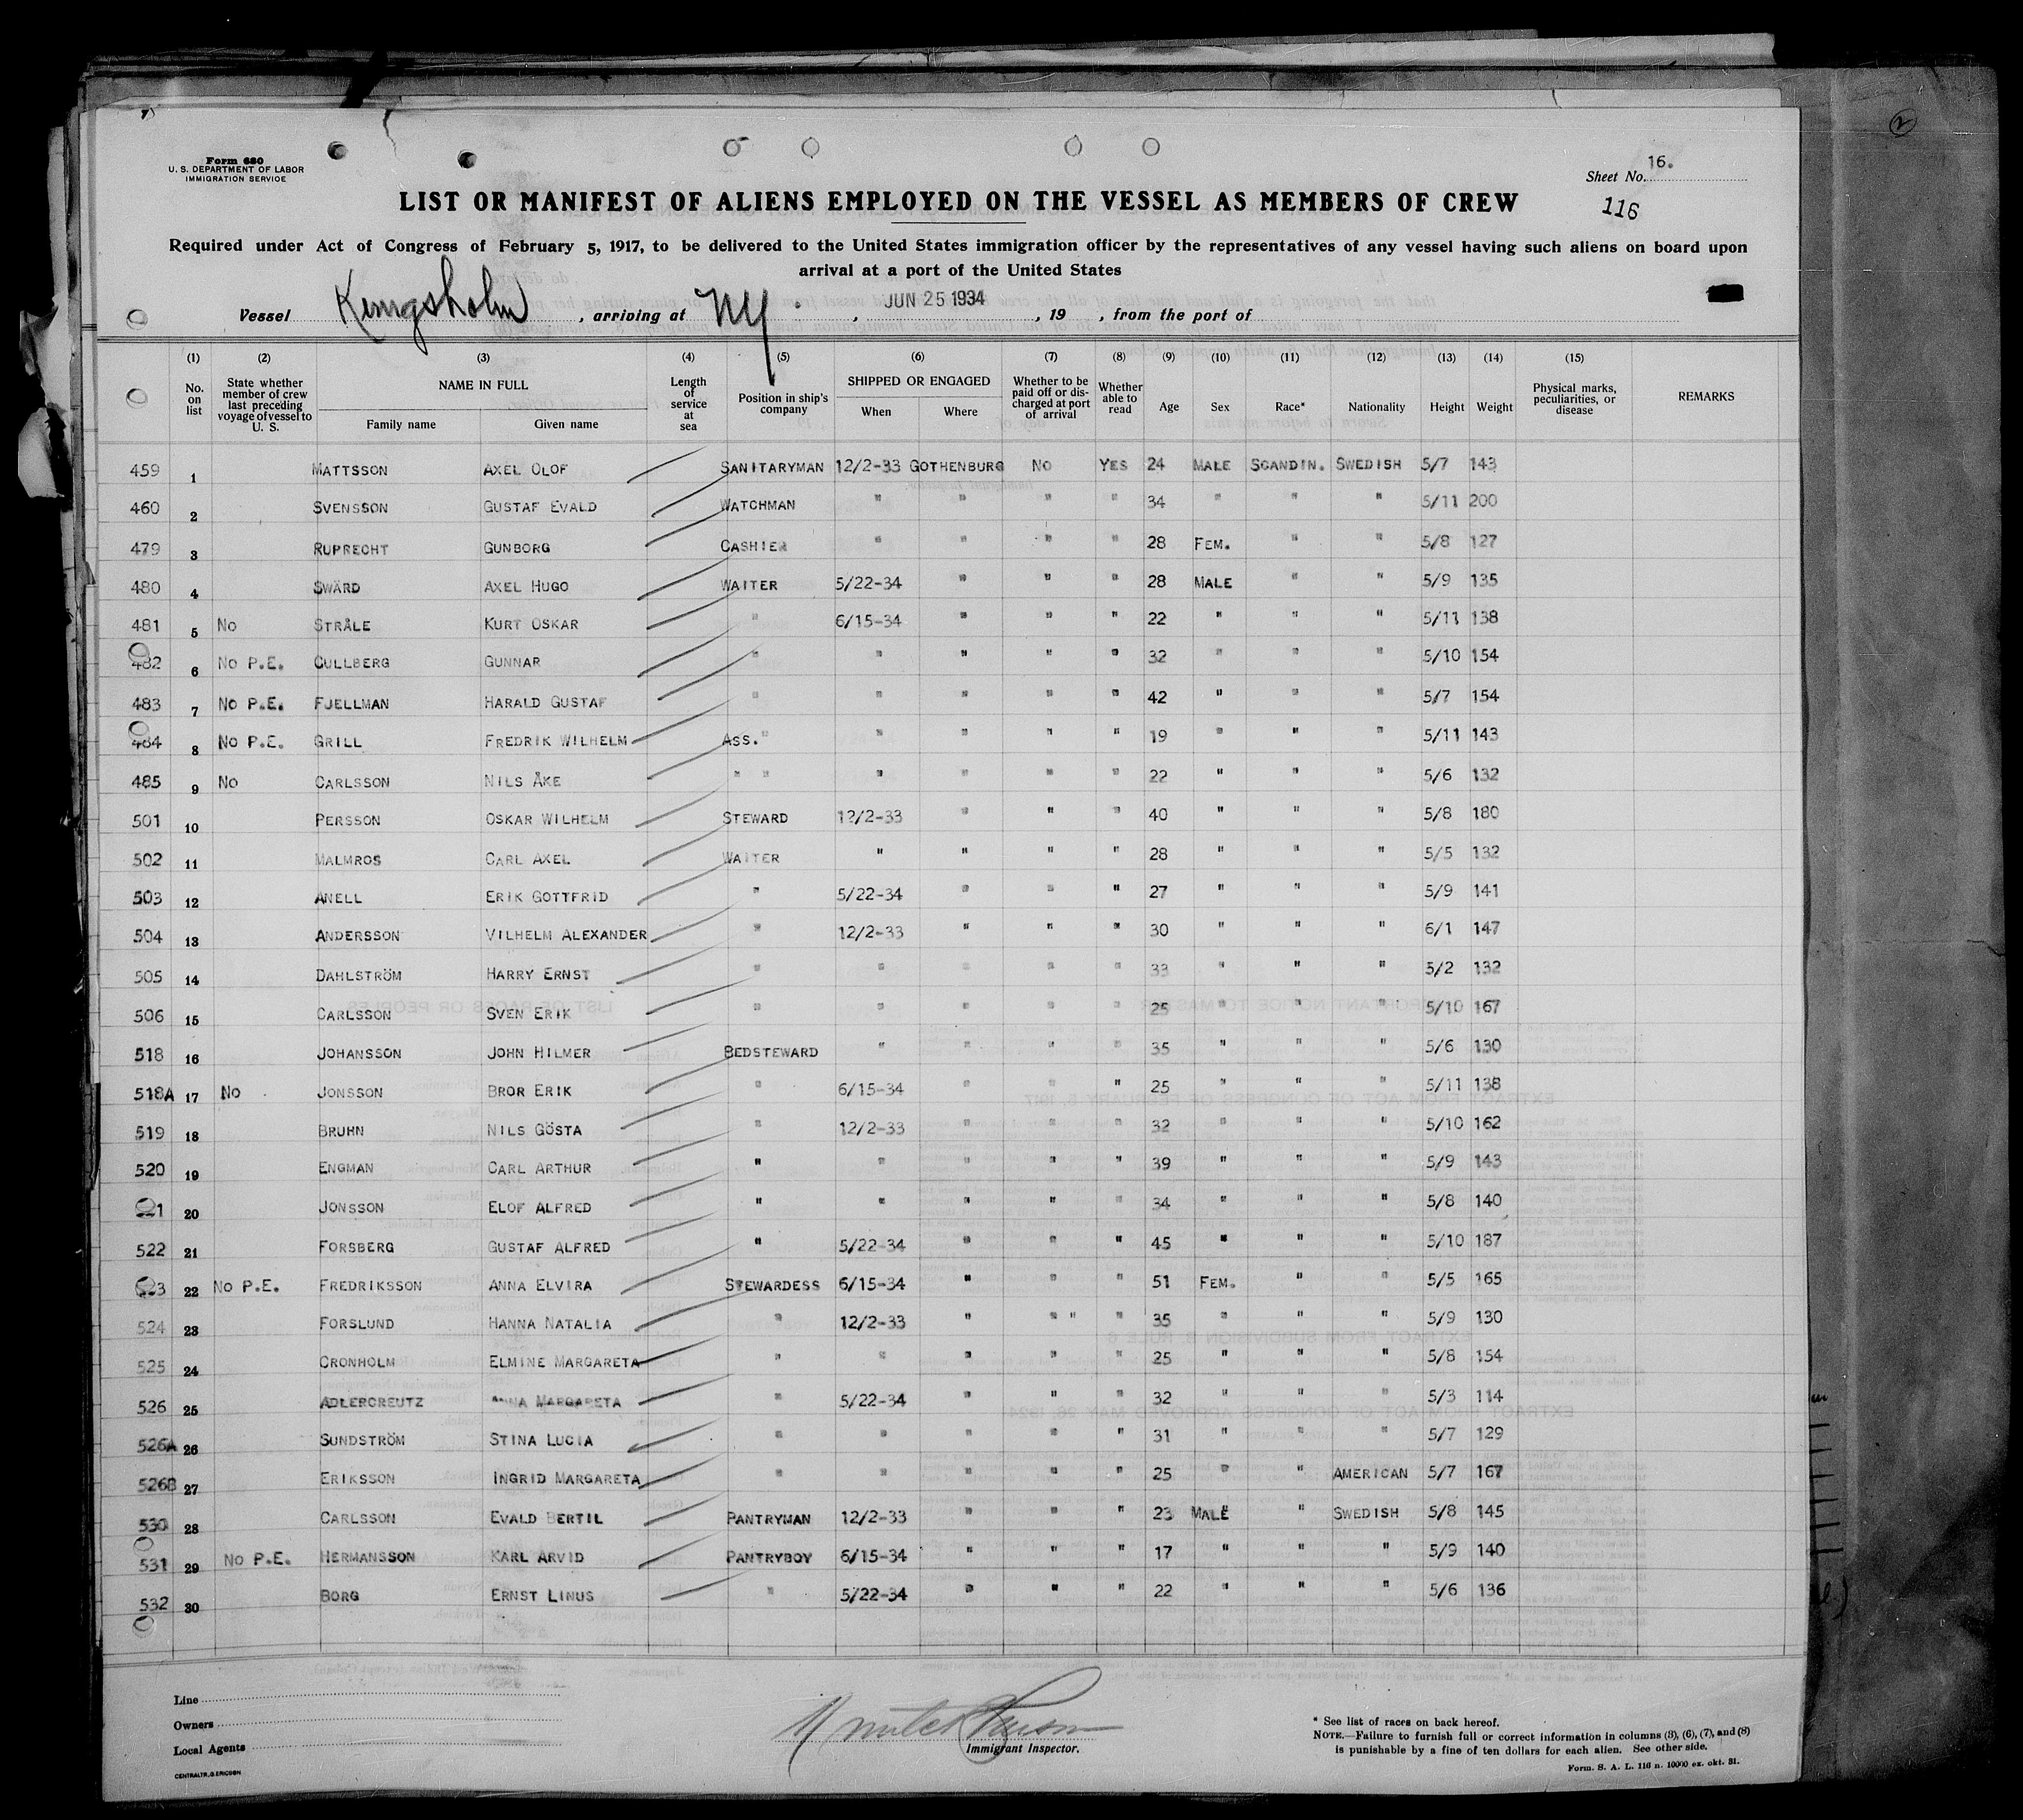 Form 680
U. S. DEPARTMENT OF LABOR
IMMIGRATION SERVICE
Sheet No. 16.
116
LIST OR MANIFEST OF ALIENS EMPLOYED ON THE VESSEL AS MEMBERS OF CREW
Required under Act of Congress of February 5, 1917, to be delivered to the United States immigration officer by the representatives of any vessel having such aliens on board upon
arrival at a port of the United States
Vessel Kungsholm , arriving at NY. , JUN 25 1934 , 19 , from the port of
(1) (2) (3) (4) (5) (6) (7) (8) (9) (10) (11) (12) (13) (14) (15)
No. on list | State whether member of crew last preceding voyage of vessel to U. S. | NAME IN FULL Family name Given name | Length of service at sea | Position in ship's company | SHIPPED OR ENGAGED When Where | Whether to be paid off or discharged at port of arrival | Whether able to read | Age | Sex | Race* | Nationality | Height | Weight | Physical marks, peculiarities, or disease | REMARKS
459 1 MATTSSON AXEL OLOF SANITARYMAN 12/2-33 GOTHENBURG NO YES 24 MALE SCANDIN. SWEDISH 5/7 143
460 2 SVENSSON GUSTAF EVALD WATCHMAN " " " " 34 " " " 5/11 200
479 3 RUPRECHT GUNBORG CASHIER " " " " 28 FEM. " " 5/8 127
480 4 SWÄRD AXEL HUGO WAITER 5/22-34 " " " 28 MALE " " 5/9 135
481 5 NO STRÅLE KURT OSKAR " 6/15-34 " " " 22 " " " 5/11 138
482 6 NO P.E. CULLBERG GUNNAR " " " " " 32 " " " 5/10 154
483 7 NO P.E. FJELLMAN HARALD GUSTAF " " " " " 42 " " " 5/7 154
484 8 NO P.E. GRILL FREDRIK WILHELM ASS. " " " " " 19 " " " 5/11 143
485 9 NO CARLSSON NILS ÅKE " " " " " " 22 " " " 5/6 132
501 10 PERSSON OSKAR WILHELM STEWARD 12/2-33 " " " 40 " " " 5/8 180
502 11 MALMROS CARL AXEL WAITER " " " " 28 " " " 5/5 132
503 12 ANELL ERIK GOTTFRID " 5/22-34 " " " 27 " " " 5/9 141
504 13 ANDERSSON VILHELM ALEXANDER " 12/2-33 " " " 30 " " " 6/1 147
505 14 DAHLSTRÖM HARRY ERNST " " " " " 33 " " " 5/2 132
506 15 CARLSSON SVEN ERIK " " " " " 25 " " " 5/10 167
518 16 JOHANSSON JOHN HILMER BEDSTEWARD " " " " 35 " " " 5/6 130
518A 17 NO JONSSON BROR ERIK " 6/15-34 " " " 25 " " " 5/11 138
519 18 BRUHN NILS GÖSTA " 12/2-33 " " " 32 " " " 5/10 162
520 19 ENGMAN CARL ARTHUR " " " " " 39 " " " 5/9 143
21 20 JONSSON ELOF ALFRED " " " " " 34 " " " 5/8 140
522 21 FORSBERG GUSTAF ALFRED " 5/22-34 " " " 45 " " " 5/10 187
23 22 NO P.E. FREDRIKSSON ANNA ELVIRA STEWARDESS 6/15-34 " " " 51 FEM. " " 5/5 165
524 23 FORSLUND HANNA NATALIA " 12/2-33 " " " " 35 " " " 5/9 130
525 24 CRONHOLM ELMINE MARGARETA " " " " " 25 " " " 5/8 154
526 25 ADLERCREUTZ ANNA MARGARETA " 5/22-34 " " " 32 " " " 5/3 114
526A 26 SUNDSTRÖM STINA LUCIA " " " " " 31 " " " 5/7 129
526B 27 ERIKSSON INGRID MARGARETA " " " " " 25 " " AMERICAN 5/7 167
530 28 CARLSSON EVALD BERTIL PANTRYMAN 12/2-33 " " " 23 MALE " SWEDISH 5/8 145
531 29 NO P.E. HERMANSSON KARL ARVID PANTRYBOY 6/15-34 " " " 17 " " " 5/9 140
532 30 BORG ERNST LINUS " 5/22-34 " " " 22 " " " 5/6 136
Line
Owners
Local Agents
CENTRALTR. G. ERICSON
Immigrant Inspector.
* See list of races on back hereof.
NOTE.—Failure to furnish full or correct information in columns (3), (6), (7), and (8)
is punishable by a fine of ten dollars for each alien. See other side.
Form. S. A. L. 116 n. 10000 ex. okt. 31.